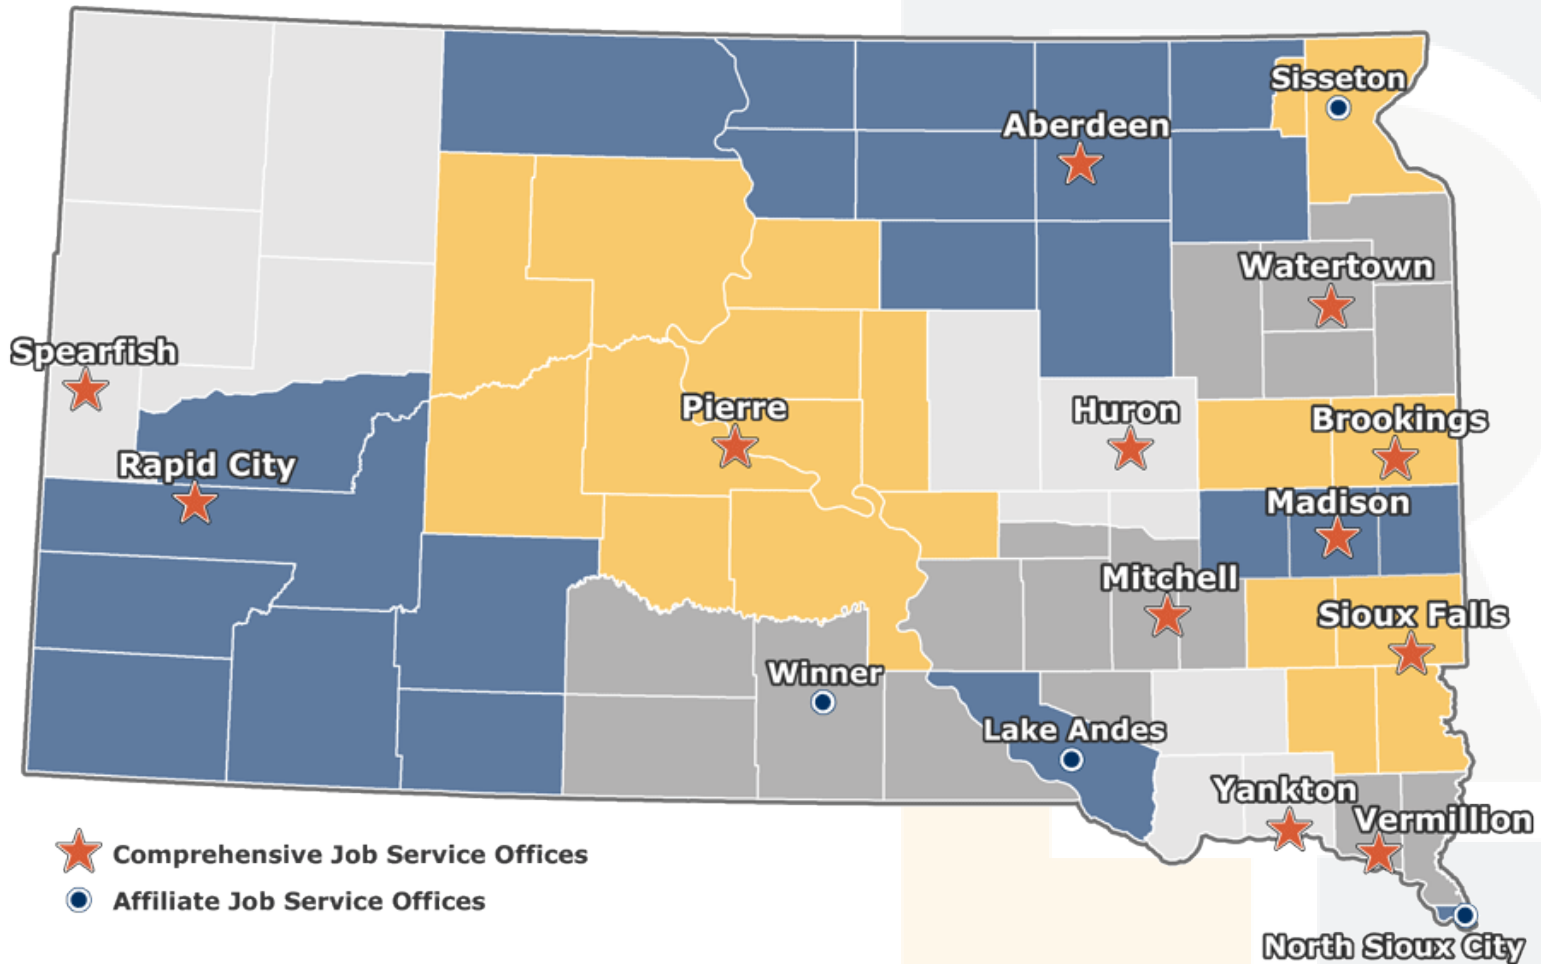 Sisseton
Aberdeen
Watertown
Spearfish
Pierre
Huron
Brookings
Rapid City
Madison
Mitchell
Sioux Falls
Winner
Lake Andes
Yankton
Vermillion
Comprehensive Job Service Offices
Affiliate Job Service Offices
North Sioux City